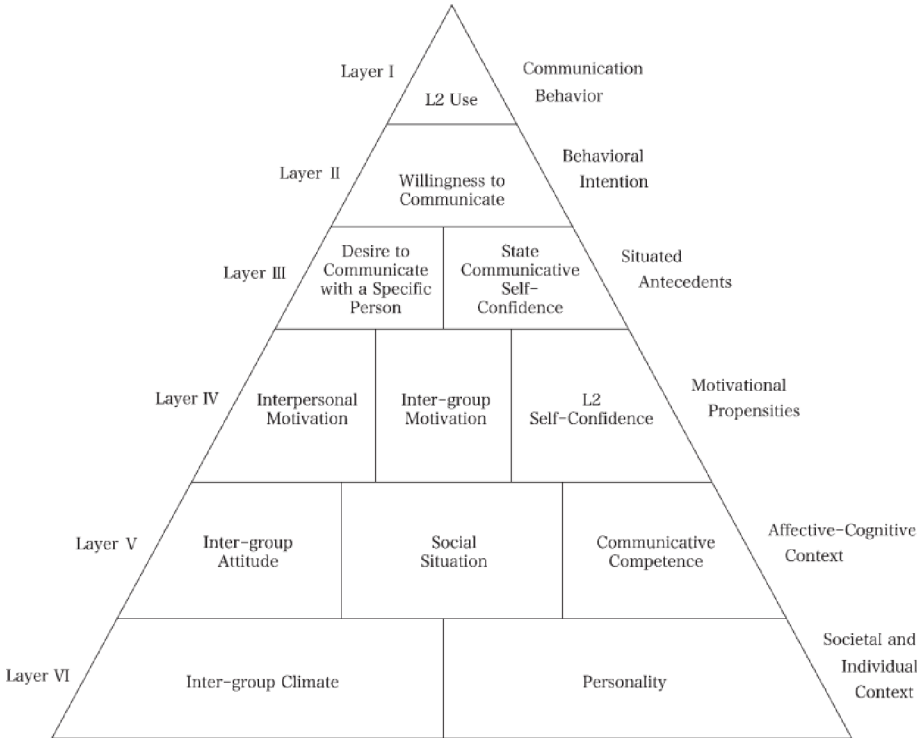 Layer Ⅰ
L2 Use
Communication
Behavior
Layer Ⅱ
Willingness to
Communicate
Behavioral
Intention
Layer Ⅲ
Desire to
Communicate
with a Specific
Person
State
Communicative
Self-
Confidence
Situated
Antecedents
Layer Ⅳ
Interpersonal
Motivation
Inter-group
Motivation
L2
Self-Confidence
Motivational
Propensities
Layer Ⅴ
Inter-group
Attitude
Social
Situation
Communicative
Competence
Affective-Cognitive
Context
Layer Ⅵ
Inter-group Climate
Personality
Societal and
Individual
Context